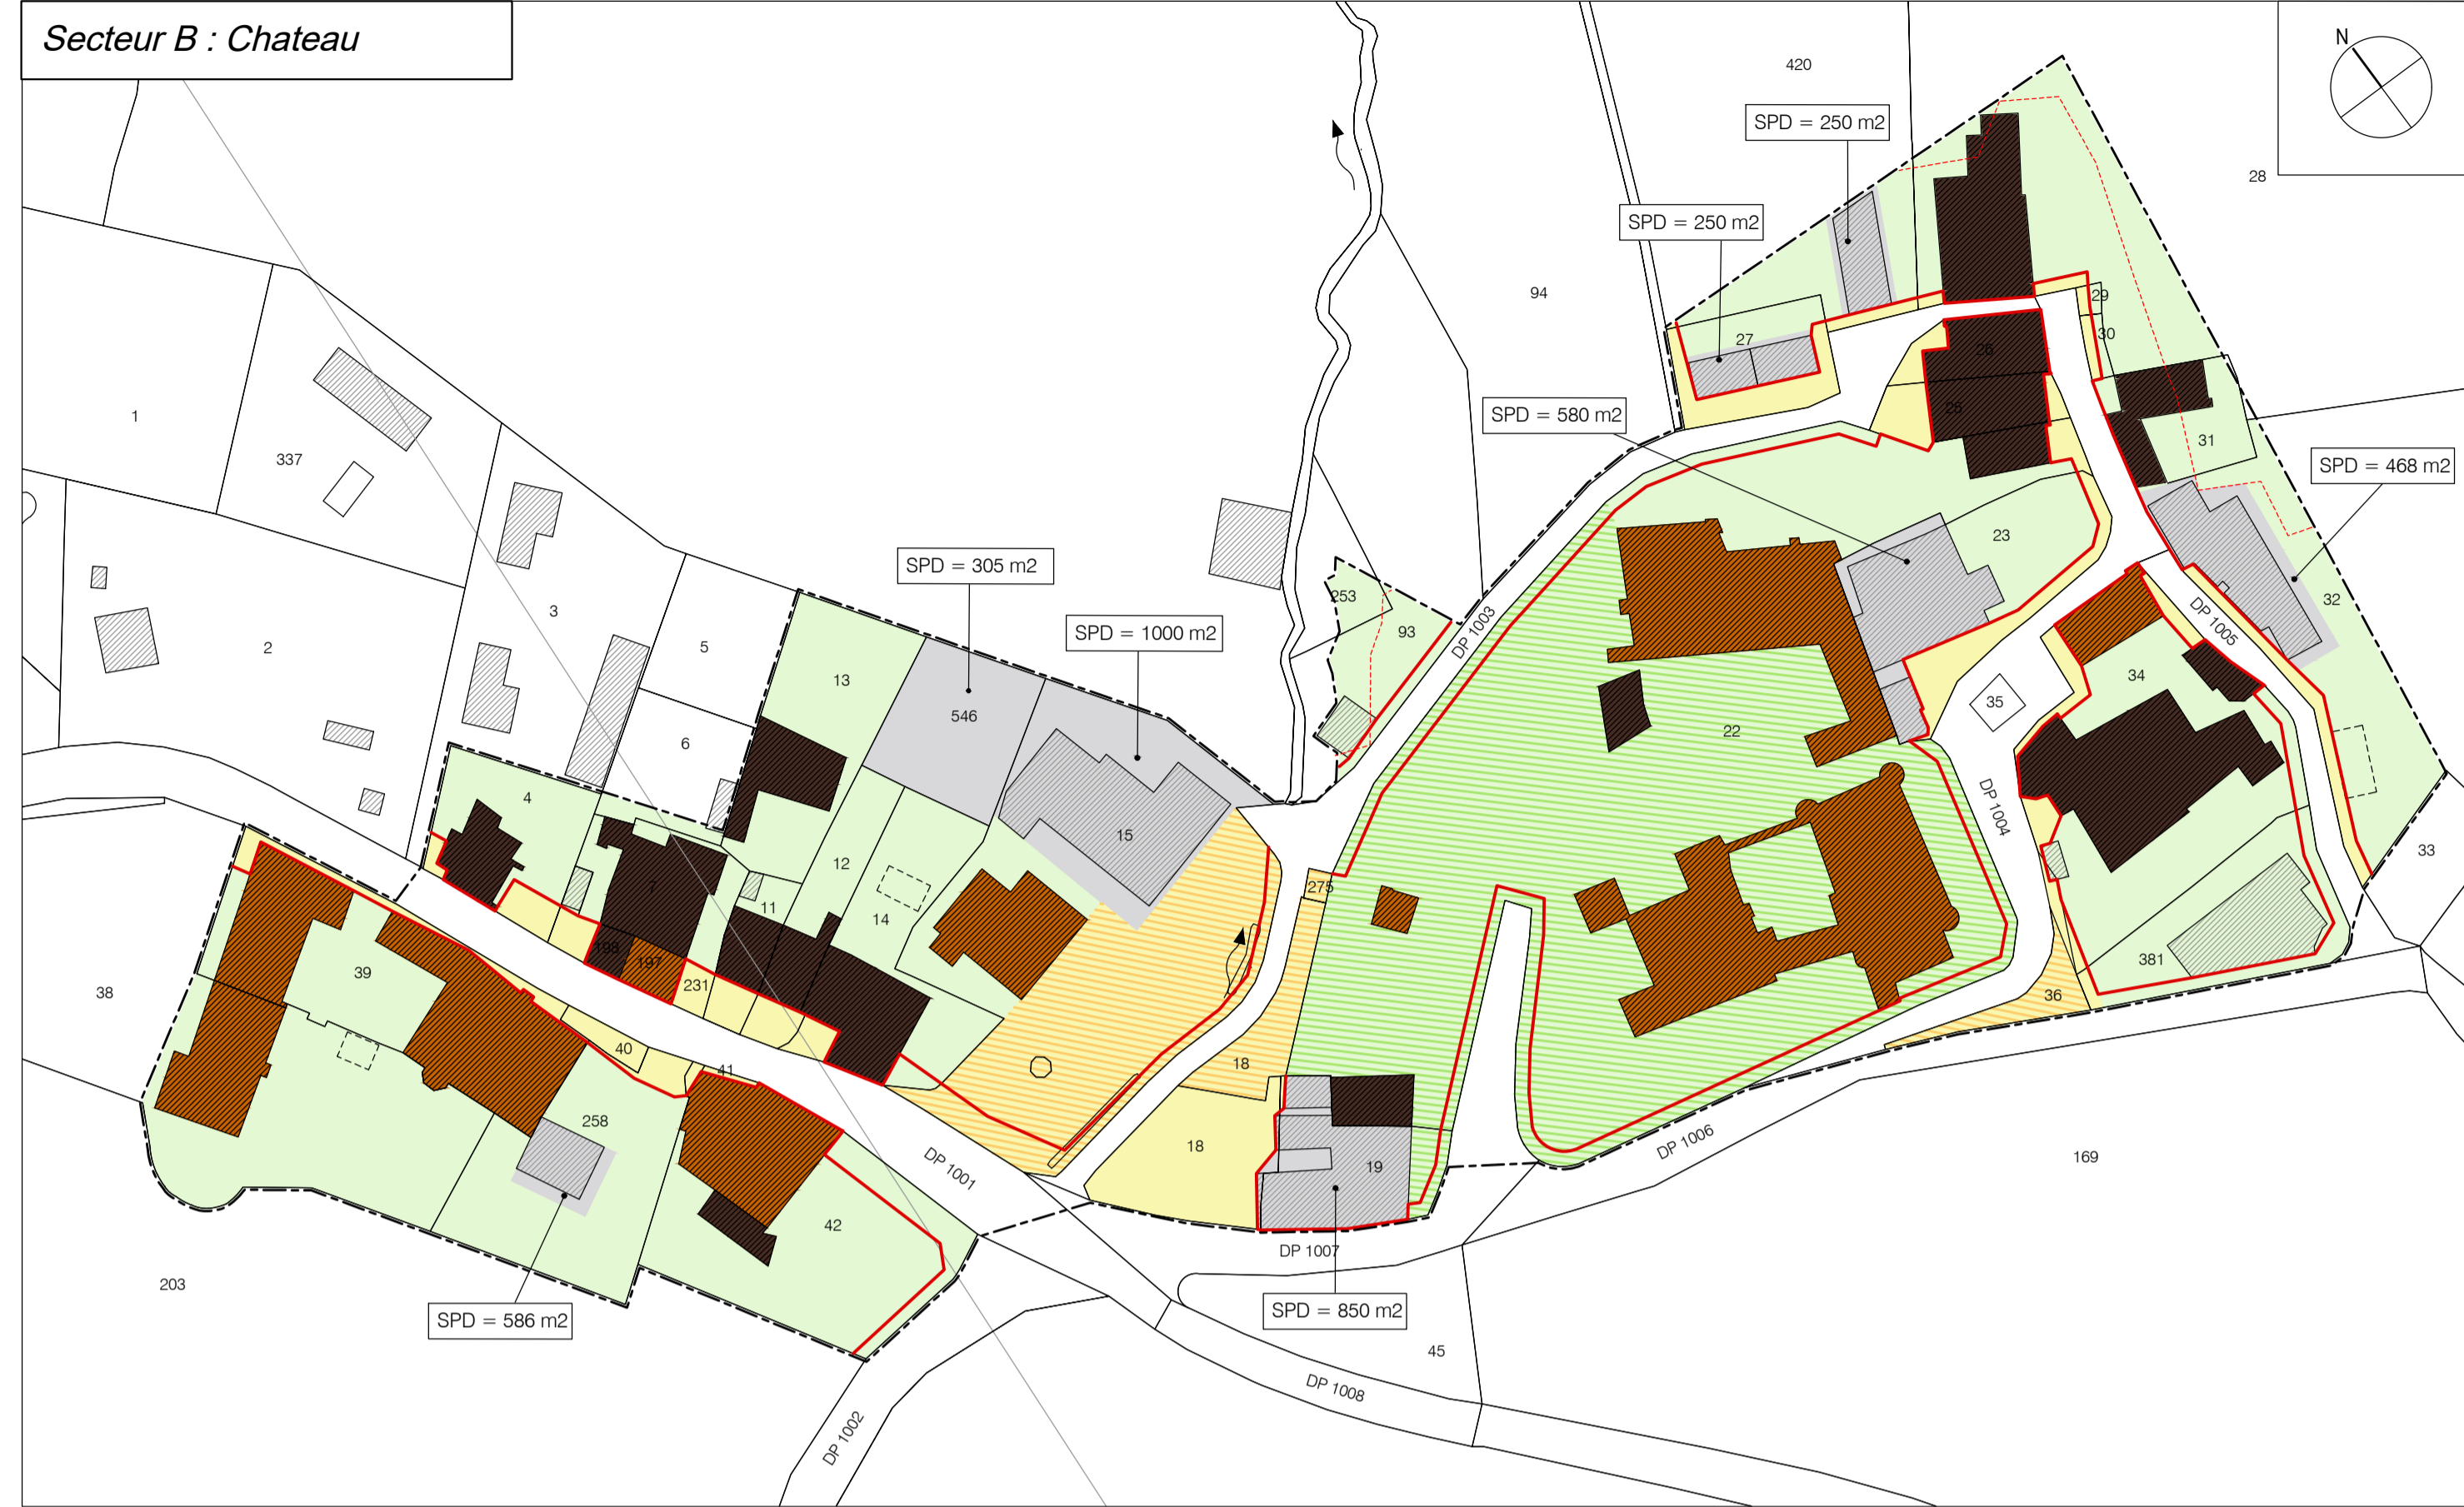 Secteur B : Chateau
N
420
SPD = 250 m2
28
SPD = 250 m2
94
29
30
27
26
25
1
337
SPD = 580 m2
31
SPD = 468 m2
23
SPD = 305 m2
253
32
3
2
5
SPD = 1000 m2
93
DP 1003
DP 1005
13
34
546
6
35
22
4
15
DP 1004
33
12
7
275
11
14
198
197
39
231
38
381
36
40
18
41
258
18
19
DP 1006
169
DP 1001
42
DP 1007
203
SPD = 586 m2
SPD = 850 m2
45
DP 1008
DP 1002